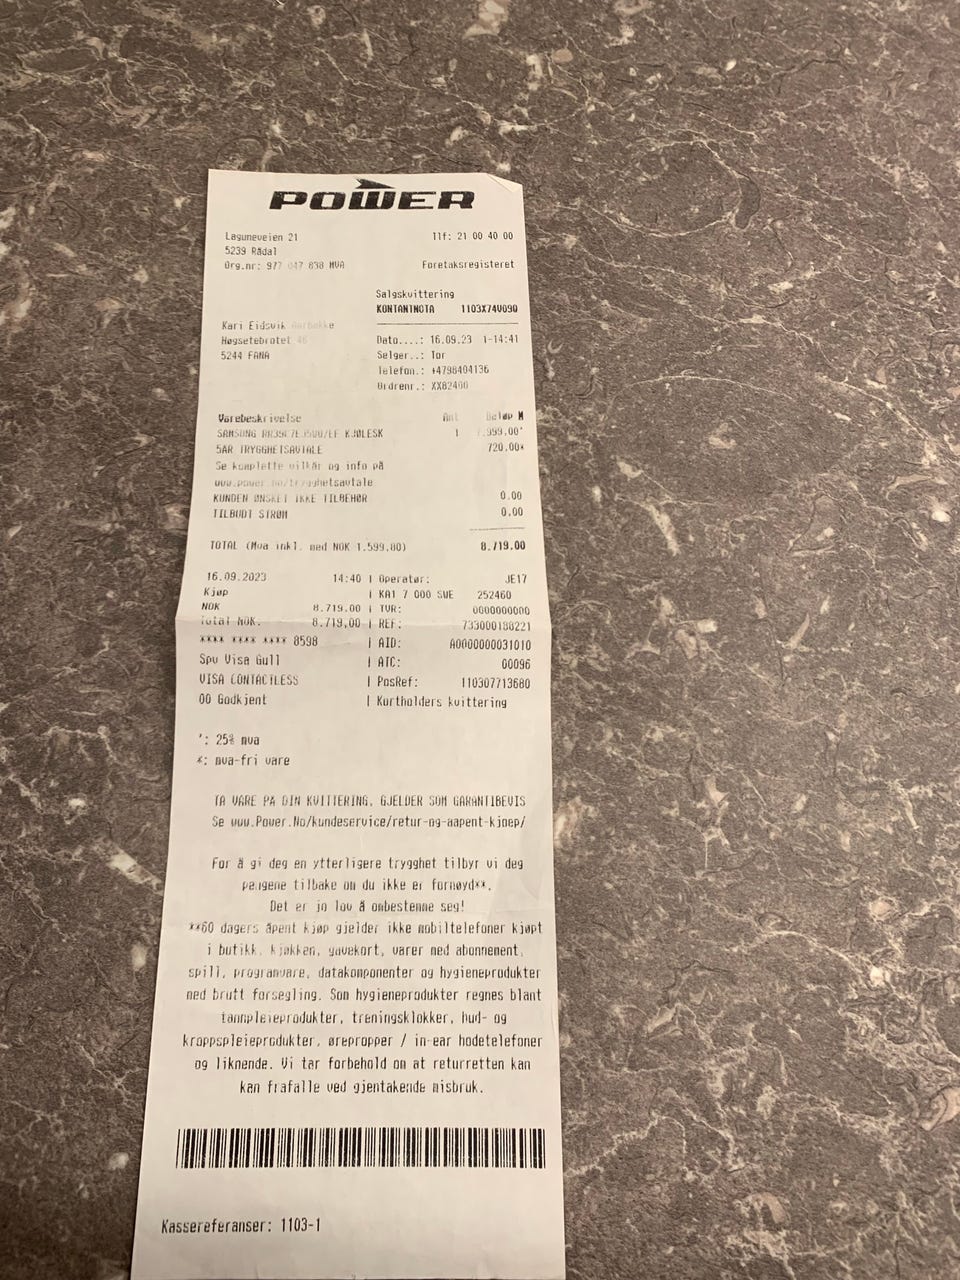 POWER
Laguneveien 21 Tlf: 21 00 40 00
5239 Rådal
Org.nr: 977 047 838 MVA Foretaksregisteret
Salgskvittering
KONTANTNOTA 1103X74V090
Kari Eidsvik
Høgsetebrotet 46
5244 FANA
Dato....: 16.09.23 1-14:41
Selger..: Tor
Telefon.: +4798404136
Ordrenr.: XX82400
Varebeskrivelse Ant Beløp M
SAMSUNG KJØLESK 1 7.999,00'
5ÅR TRYGGHETSAVTALE 720,00*
Se komplette vilkår og info på
www.power.no/trygghetsavtale
KUNDEN ØNSKET IKKE TILBEHØR 0.00
TILBUDT STRØM 0.00
TOTAL (Mva inkl. med NOK 1.599,80) 8.719.00
16.09.2023 14:40 | Operatør: JE17
Kjøp | KA1 7 000 SWE 252460
NOK 8.719,00 | TVR: 0000000000
Total NOK: 8.719,00 | REF: 733000188221
**** **** **** 8598 | AID: A0000000031010
Spv Visa Gull | ATC: 00096
VISA CONTACTLESS | PosRef: 110307713680
00 Godkjent | Kortholders kvittering
': 25% mva
*: mva-fri vare
TA VARE PÅ DIN KVITTERING, GJELDER SOM GARANTIBEVIS
Se www.Power.No/kundeservice/retur-og-aapent-kjoep/
For å gi deg en ytterligere trygghet tilbyr vi deg
pengene tilbake om du ikke er fornøyd**.
Det er jo lov å ombestemme seg!
**60 dagers åpent kjøp gjelder ikke mobiltelefoner kjøpt
i butikk, kjøkken, gavekort, varer med abonnement,
spill, programvare, datakomponenter og hygieneprodukter
med brutt forsegling. Som hygieneprodukter regnes blant
tannpleieprodukter, treningsklokker, hud- og
kroppspleieprodukter, ørepropper / in-ear hodetelefoner
og liknende. Vi tar forbehold om at returretten kan
kan frafalle ved gjentakende misbruk.
Kassereferanser: 1103-1